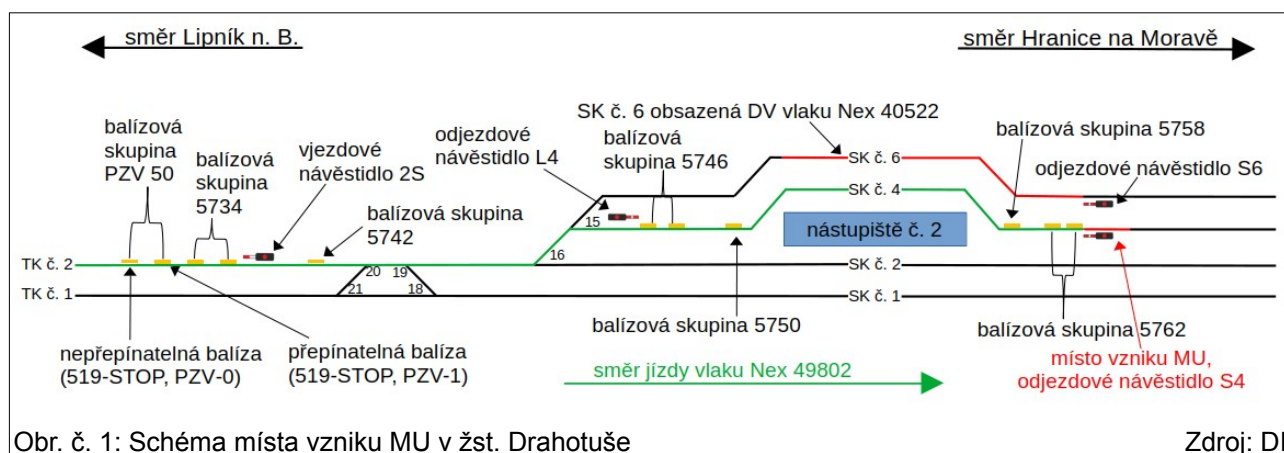 směr Lipník n. B.
směr Hranice na Moravě
SK č. 6 obsazená DV vlaku Nex 40522
balízová
skupina
PZV 50
balízová
skupina
5734
vjezdové
návěstidlo 2S
odjezdové
návěstidlo L4
balízová
skupina 5746
balízová skupina 5758
odjezdové návěstidlo S6
balízová skupina
5742
SK č. 6
SK č. 4
15
nástupiště č. 2
16
TK č. 2
20
19
SK č. 2
TK č. 1
21
18
SK č. 1
nepřepínatelná balíza
(519-STOP, PZV-0)
přepínatelná balíza
(519-STOP, PZV-1)
balízová skupina 5750
balízová skupina 5762
směr jízdy vlaku Nex 49802
místo vzniku MU,
odjezdové návěstidlo S4
Obr. č. 1: Schéma místa vzniku MU v žst. Drahotuše
Zdroj: